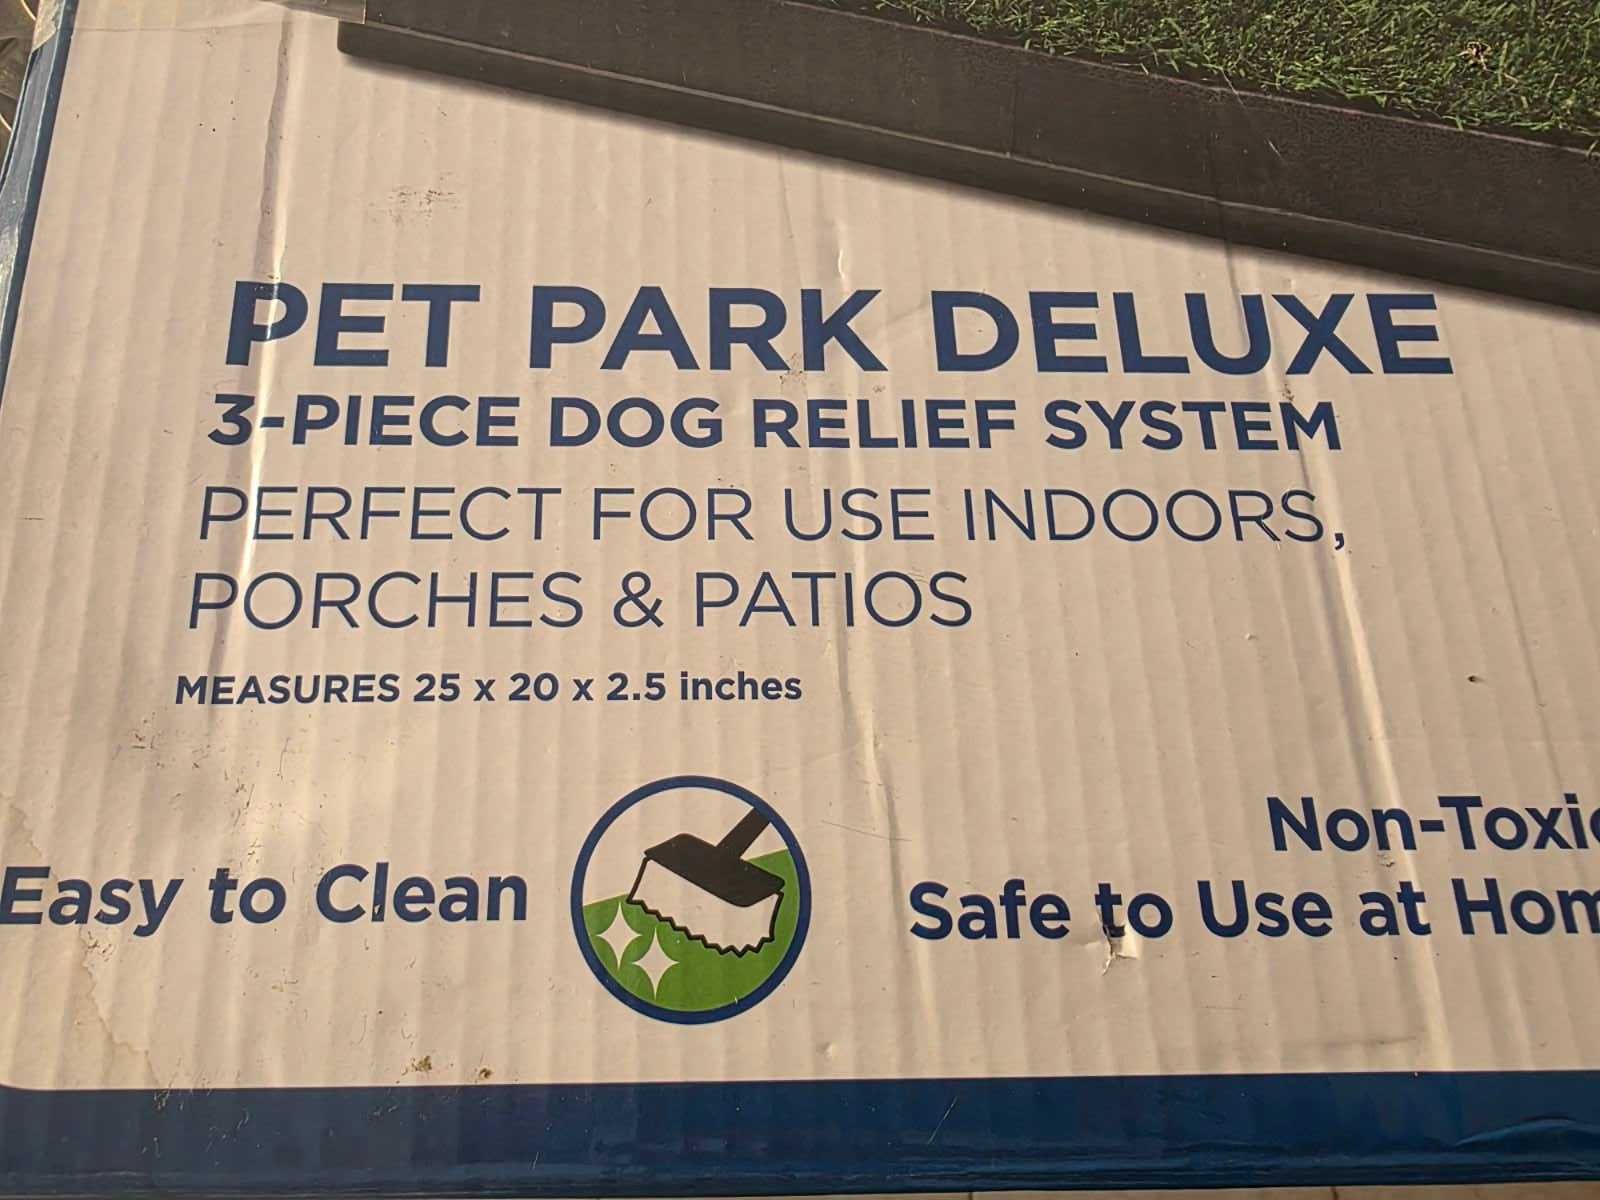 PET PARK DELUXE
3-PIECE DOG RELIEF SYSTEM
PERFECT FOR USE INDOORS,
PORCHES & PATIOS
MEASURES 25 x 20 x 2.5 inches
Easy to Clean
Non-Toxic
Safe to Use at Hom